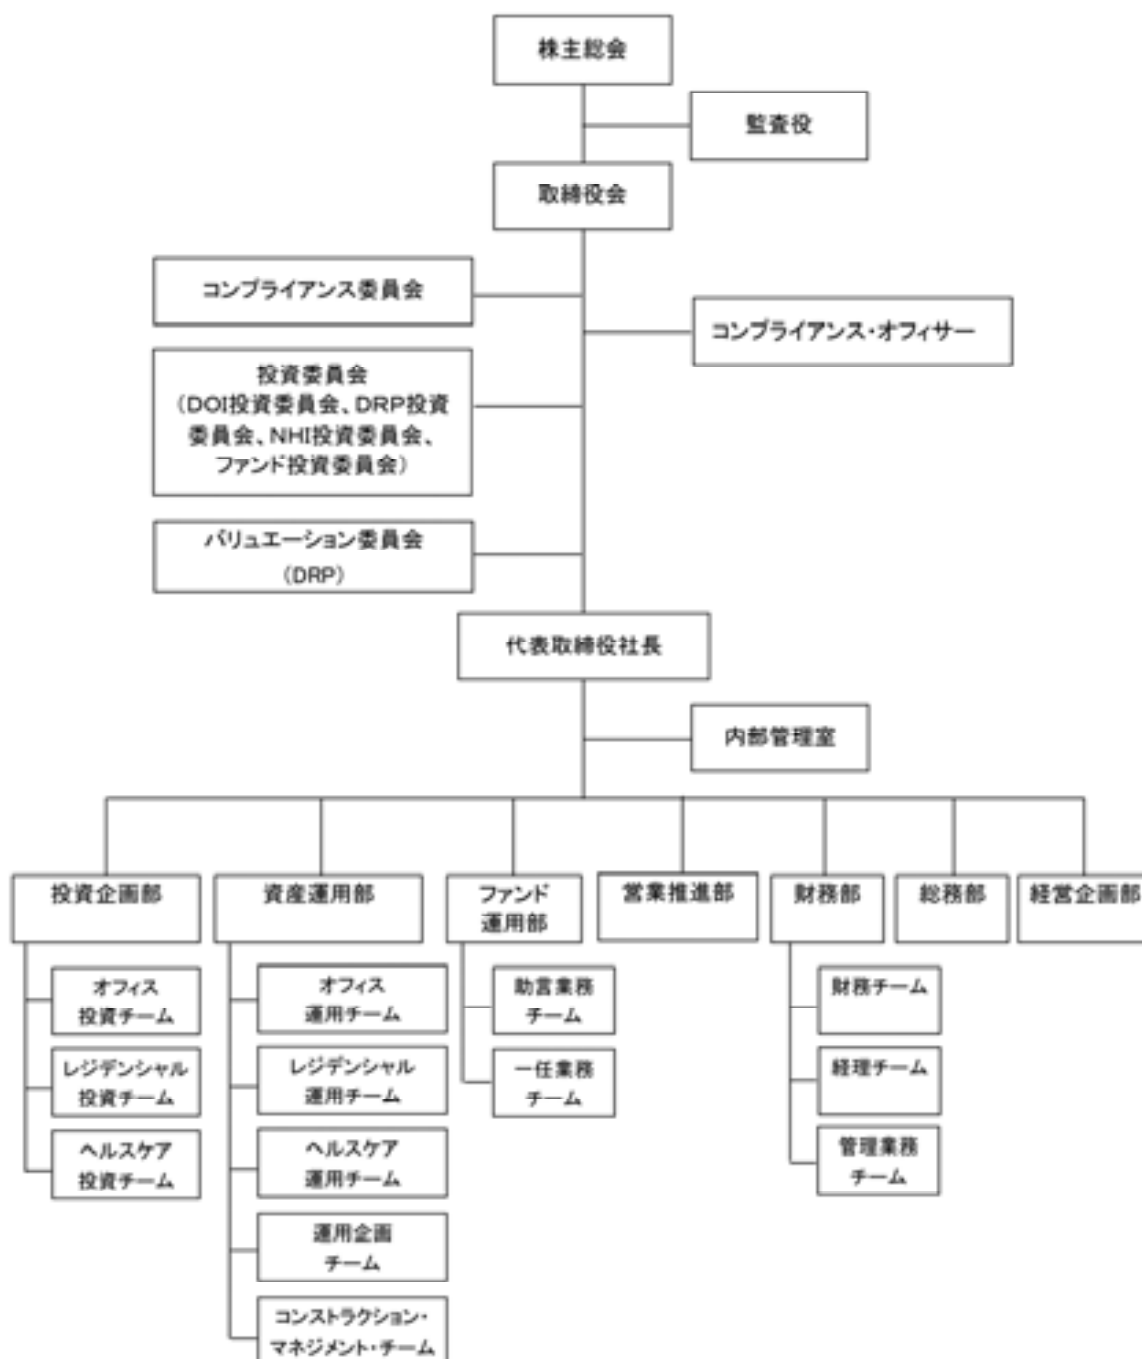 株主総会
監査役
取締役会
コンプライアンス委員会
コンプライアンス・オフィサー
投資委員会
(DOI投資委員会、DRP投資
委員会、NHI投資委員会、
ファンド投資委員会)
バリュエーション委員会
(DRP)
代表取締役社長
内部管理室
投資企画部
オフィス
投資チーム
レジデンシャル
投資チーム
ヘルスケア
投資チーム
資産運用部
オフィス
運用チーム
レジデンシャル
運用チーム
ヘルスケア
運用チーム
運用企画
チーム
コンストラクション・
マネジメント・チーム
ファンド
運用部
助言業務
チーム
一任業務
チーム
営業推進部
財務部
財務チーム
経理チーム
管理業務
チーム
総務部
経営企画部